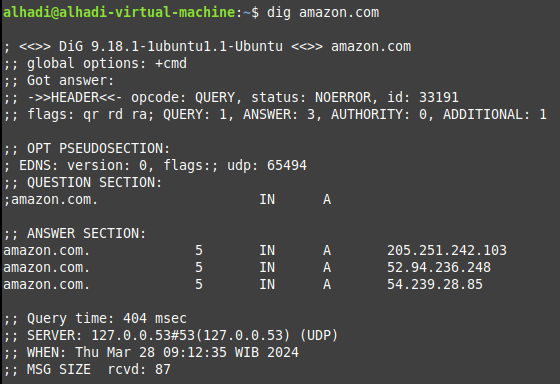 alhadi@alhadi-virtual-machine:~$ dig amazon.com
; <<>> DiG 9.18.1-1ubuntu1.1-Ubuntu <<>> amazon.com
;; global options: +cmd
;; Got answer:
;; ->>HEADER<<- opcode: QUERY, status: NOERROR, id: 33191
;; flags: qr rd ra; QUERY: 1, ANSWER: 3, AUTHORITY: 0, ADDITIONAL: 1
;; OPT PSEUDOSECTION:
; EDNS: version: 0, flags:; udp: 65494
;; QUESTION SECTION:
;amazon.com. IN A
;; ANSWER SECTION:
amazon.com. 5 IN A 205.251.242.103
amazon.com. 5 IN A 52.94.236.248
amazon.com. 5 IN A 54.239.28.85
;; Query time: 404 msec
;; SERVER: 127.0.0.53#53(127.0.0.53) (UDP)
;; WHEN: Thu Mar 28 09:12:35 WIB 2024
;; MSG SIZE rcvd: 87